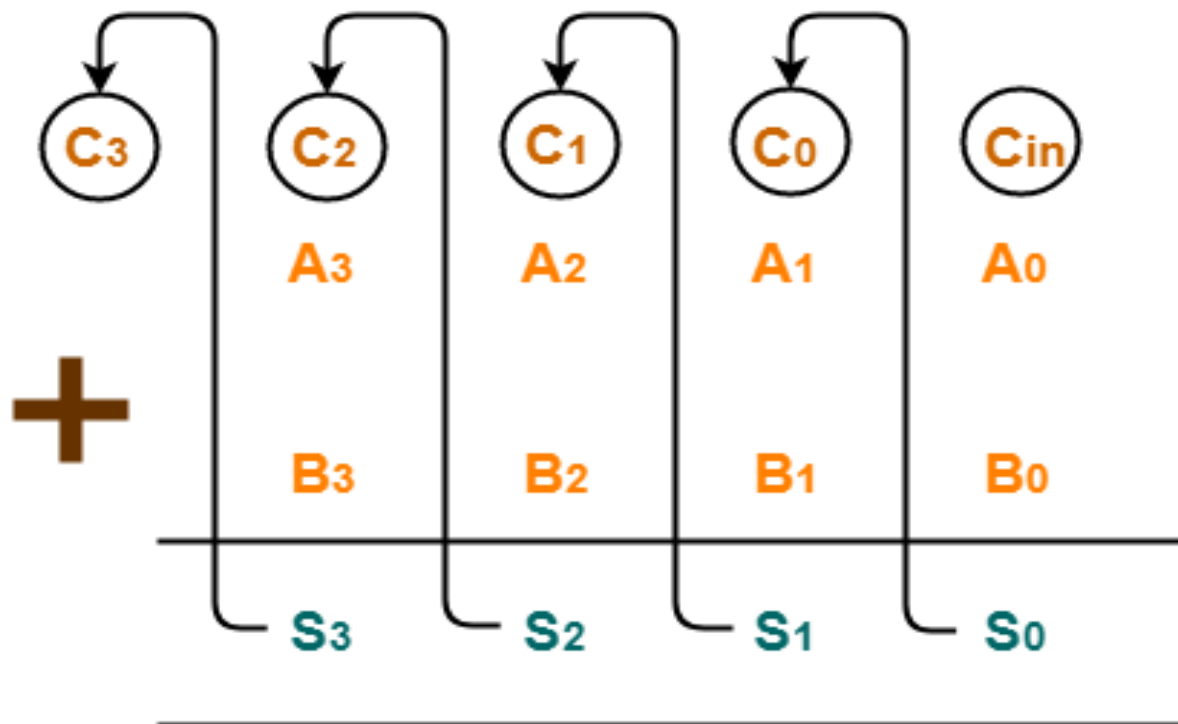 C3 C2 C1 C0 Cin
A3 A2 A1 A0
+
B3 B2 B1 B0
S3 S2 S1 S0